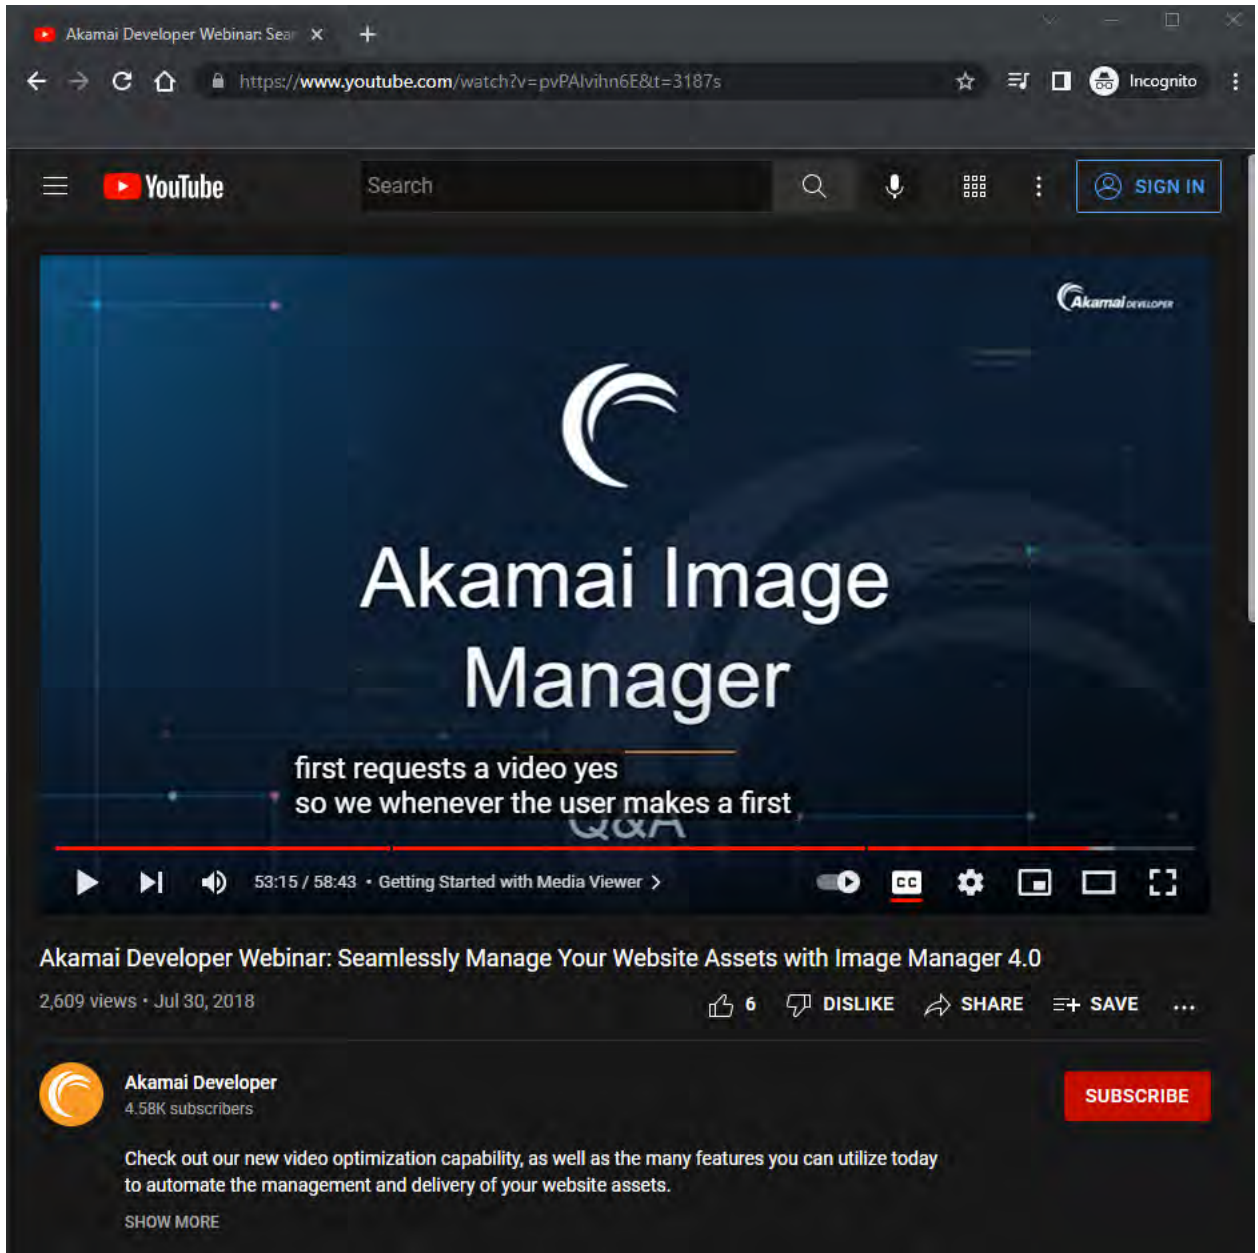 Akamai Developer Webinar: Sear
https://www.youtube.com/watch?v=pvPAlvihn6E&t=3187s
Incognito
YouTube
Search
SIGN IN
Akamai DEVELOPER
Akamai Image
Manager
first requests a video yes
so we whenever the user makes a first
Q&A
53:15 / 58:43 • Getting Started with Media Viewer
CC
Akamai Developer Webinar: Seamlessly Manage Your Website Assets with Image Manager 4.0
2,609 views • Jul 30, 2018
6 DISLIKE SHARE SAVE ...
Akamai Developer
4.58K subscribers
SUBSCRIBE
Check out our new video optimization capability, as well as the many features you can utilize today
to automate the management and delivery of your website assets.
SHOW MORE